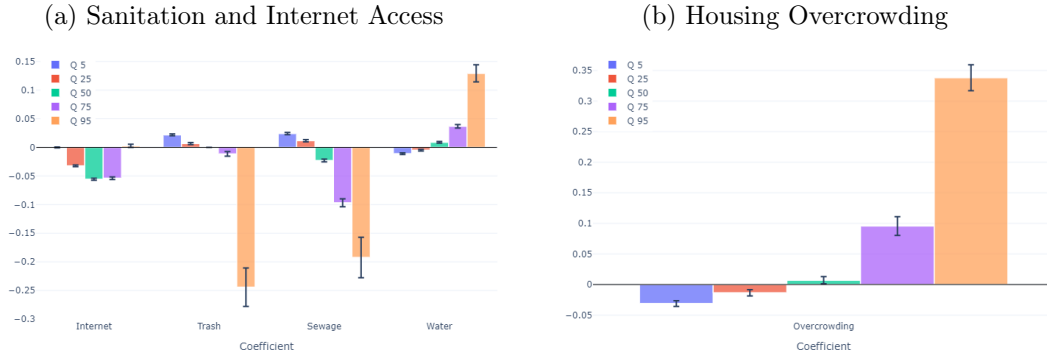 (a) Sanitation and Internet Access
Q 5
Q 25
Q 50
Q 75
Q 95
0.15
0.1
0.05
0
−0.05
−0.1
−0.15
−0.2
−0.25
−0.3
Internet
Trash
Sewage
Water
Coefficient
(b) Housing Overcrowding
Q 5
Q 25
Q 50
Q 75
Q 95
0.35
0.3
0.25
0.2
0.15
0.1
0.05
0
−0.05
Overcrowding
Coefficient